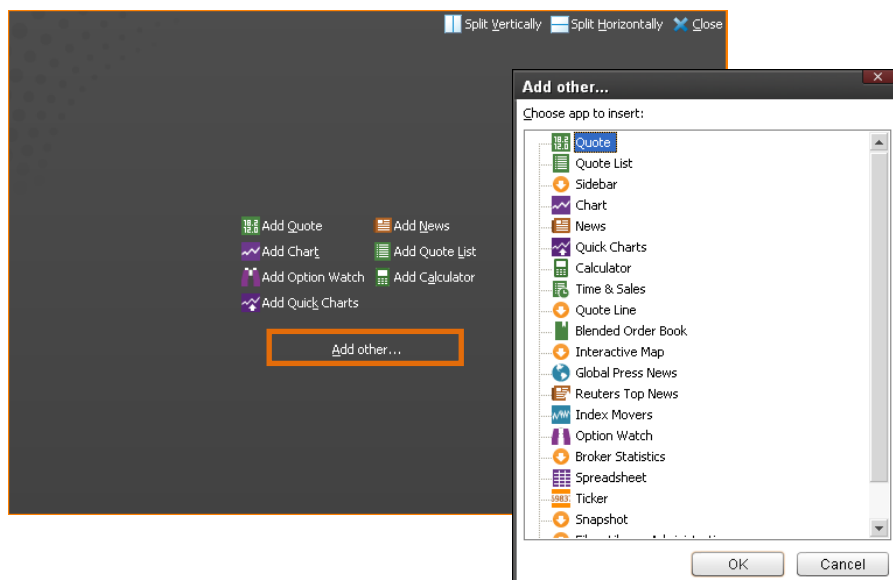 Split Vertically Split Horizontally Close
Add Quote Add News
Add Chart Add Quote List
Add Option Watch Add Calculator
Add Quick Charts
Add other...
Add other...
Choose app to insert:
Quote
Quote List
Sidebar
Chart
News
Quick Charts
Calculator
Time & Sales
Quote Line
Blended Order Book
Interactive Map
Global Press News
Reuters Top News
Index Movers
Option Watch
Broker Statistics
Spreadsheet
Ticker
Snapshot
OK Cancel